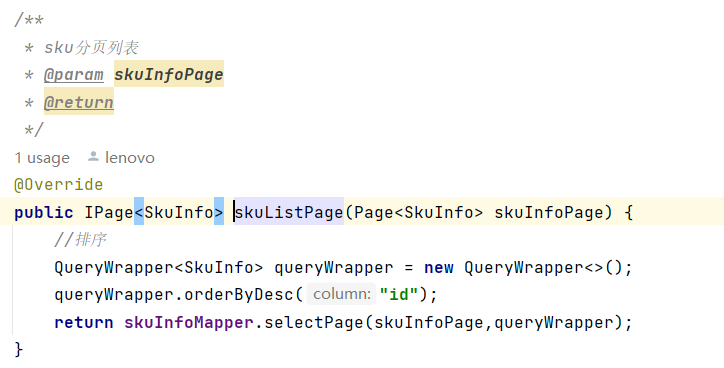 /**
 * sku分页列表
 * @param skuInfoPage
 * @return
 */
1 usage lenovo
@Override
public IPage<SkuInfo> skuListPage(Page<SkuInfo> skuInfoPage) {
    //排序
    QueryWrapper<SkuInfo> queryWrapper = new QueryWrapper<>();
    queryWrapper.orderByDesc( column: "id");
    return skuInfoMapper.selectPage(skuInfoPage,queryWrapper);
}